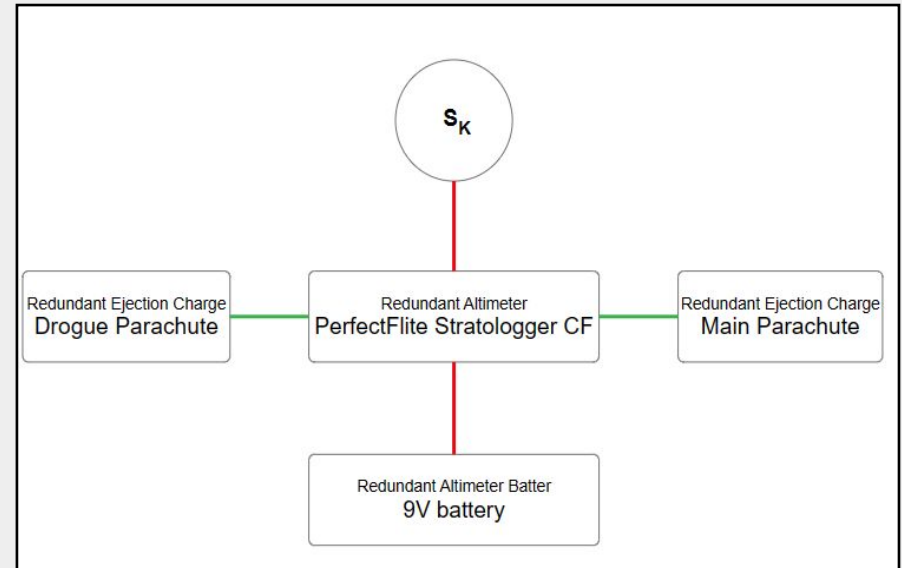 S_K
Redundant Ejection Charge
Drogue Parachute
Redundant Altimeter
PerfectFlite Stratologger CF
Redundant Ejection Charge
Main Parachute
Redundant Altimeter Batter
9V battery